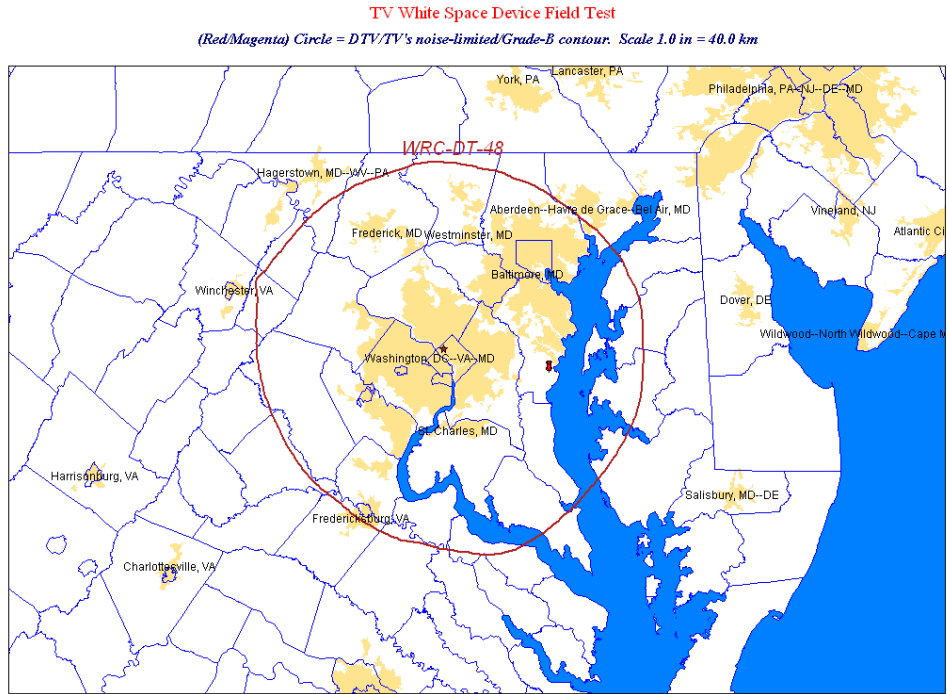 TV White Space Device Field Test
(Red/Magenta) Circle = DTV/TV's noise-limited/Grade-B contour. Scale 1.0 in = 40.0 km
York, PA
Lancaster, PA
Philadelphia, PA--NJ--DE--MD
WRC-DT-48
Hagerstown, MD--WV--PA
Aberdeen--Havre de Grace--Bel Air, MD
Vineland, NJ
Frederick, MD
Westminster, MD
Atlantic Ci
Baltimore, MD
Winchester, VA
Dover, DE
Wildwood--North Wildwood--Cape M
Washington, DC--VA--MD
St. Charles, MD
Harrisonburg, VA
Salisbury, MD--DE
Fredericksburg, VA
Charlottesville, VA